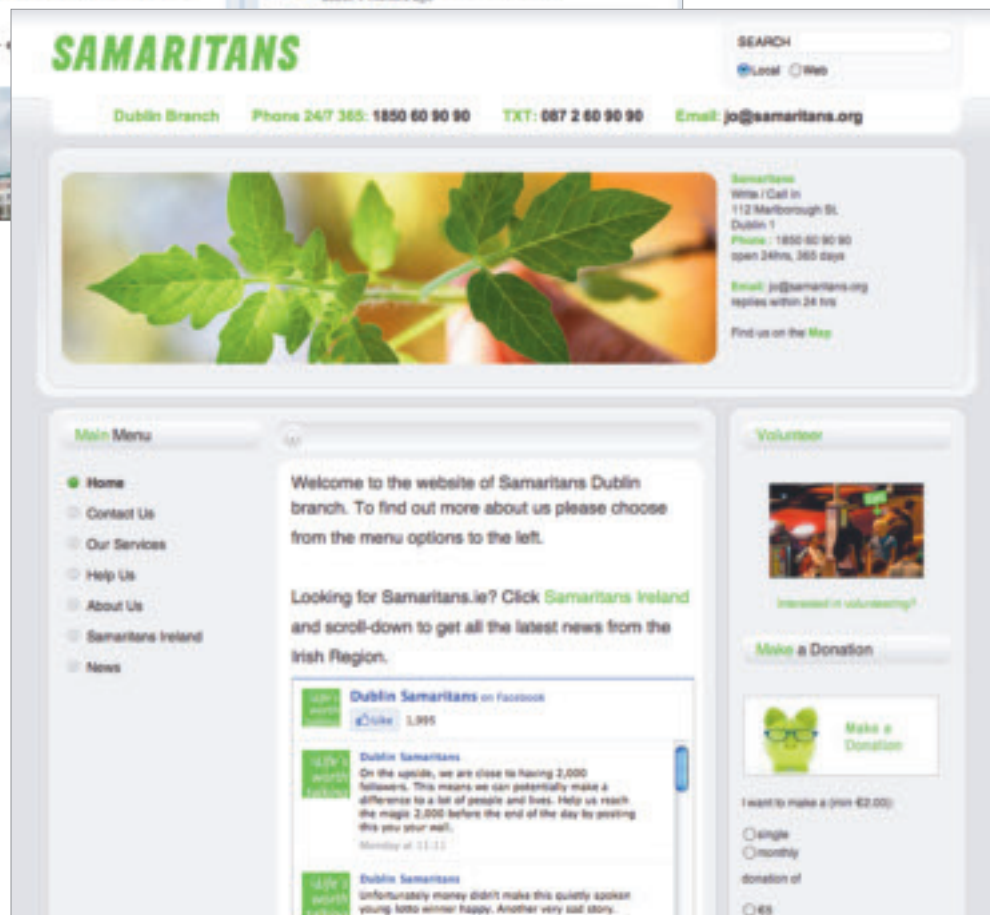 SAMARITANS
SEARCH
Local Web
Dublin Branch Phone 24/7 365: 1850 60 90 90 TXT: 087 2 60 90 90 Email: jo@samaritans.org
Samaritans
Write / Call in
112 Marlborough St.
Dublin 1
Phone : 1850 60 90 90
open 24hrs, 365 days
Email: jo@samaritans.org
replies within 24 hrs
Find us on the Map
Main Menu
Home
Contact Us
Our Services
Help Us
About Us
Samaritans Ireland
News
Welcome to the website of Samaritans Dublin
branch. To find out more about us please choose
from the menu options to the left.
Looking for Samaritans.ie? Click Samaritans Ireland
and scroll-down to get all the latest news from the
Irish Region.
Dublin Samaritans on Facebook
Like 1,995
Dublin Samaritans
On the upside, we are close to having 2,000
followers. This means we can potentially make a
difference to a lot of people and lives. Help us reach
the magic 2,000 before the end of the day by posting
this you your wall.
Monday at 11:11
Dublin Samaritans
Unfortunately money didn't make this quietly spoken
young lotto winner happy. Another very sad story.
Volunteer
Interested in volunteering?
Make a Donation
Make a
Donation
I want to make a (min €2.00):
single
monthly
donation of
€5